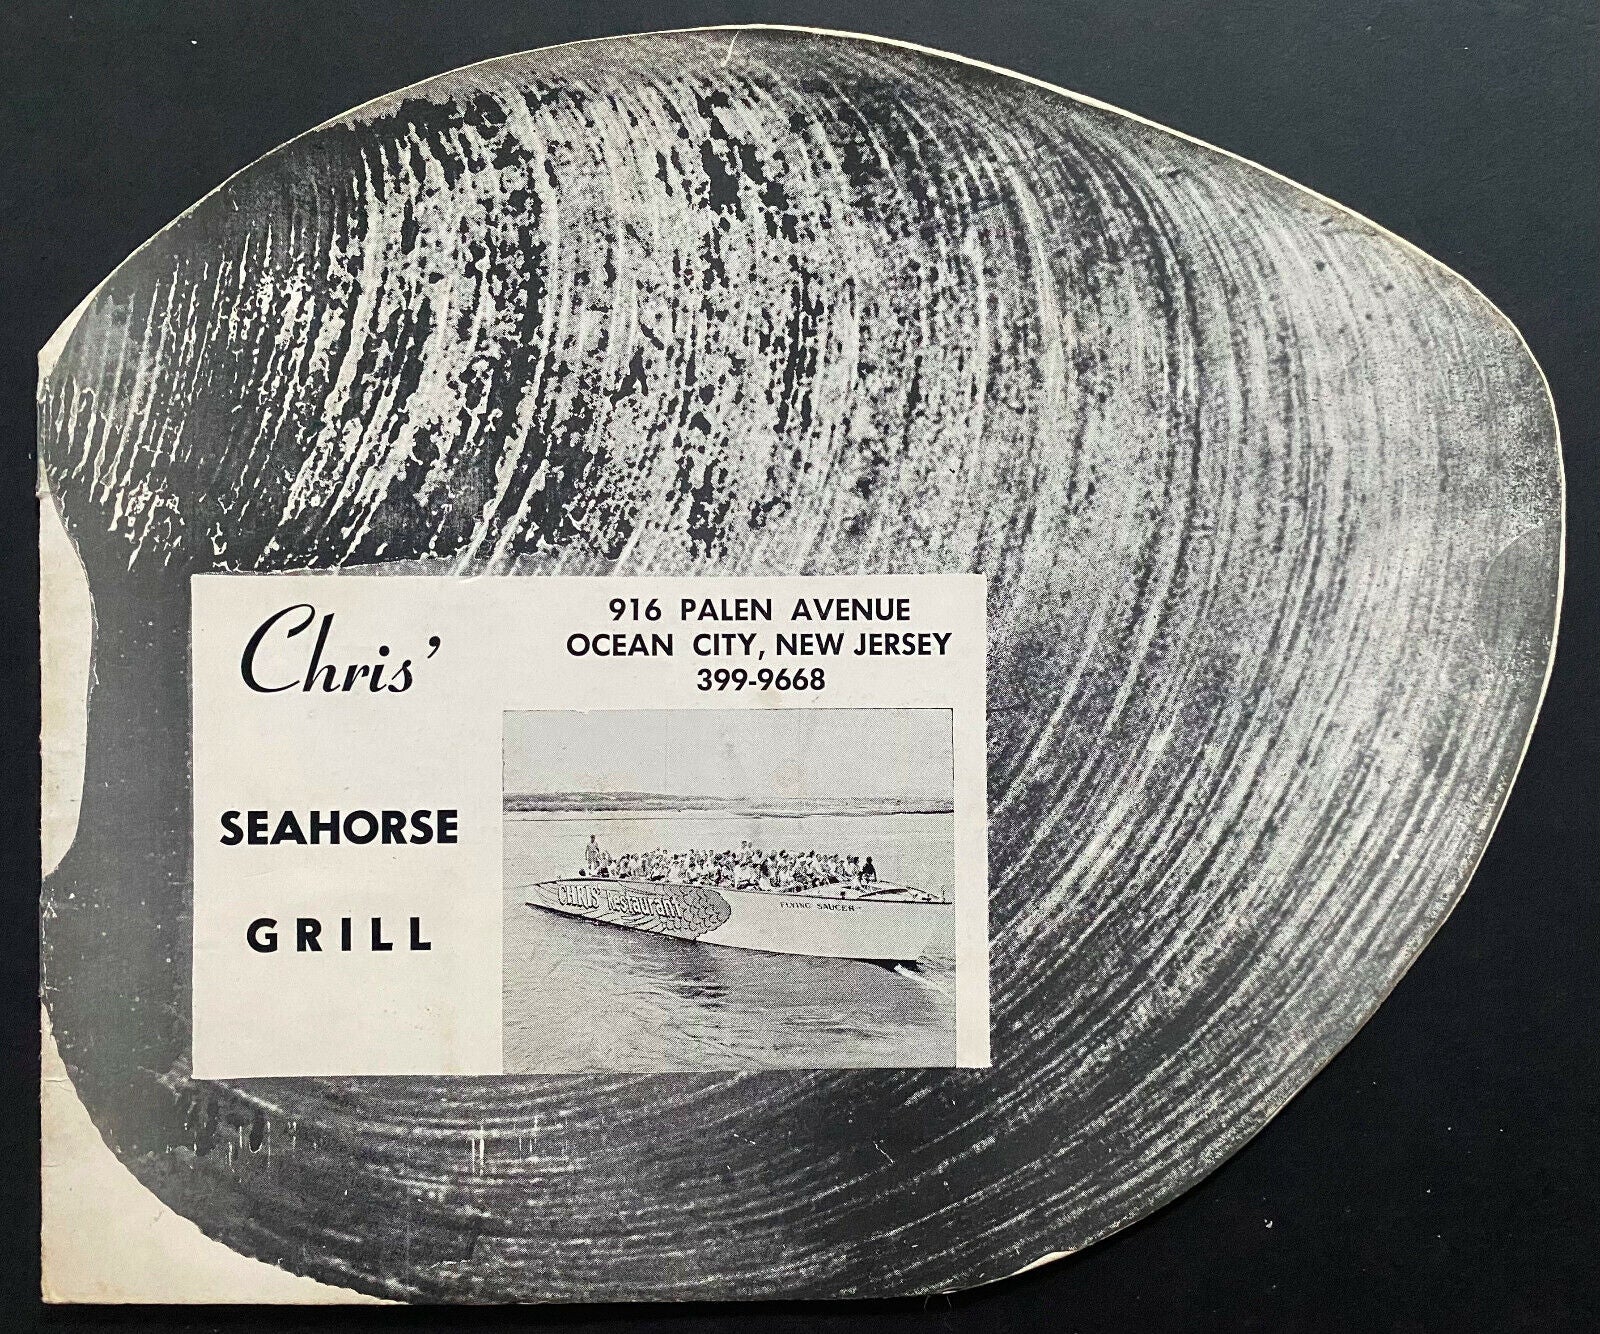 Chris'
SEAHORSE
GRILL
916 PALEN AVENUE
OCEAN CITY, NEW JERSEY
399-9668
CHRIS' Restaurant
FLYING SAUCER